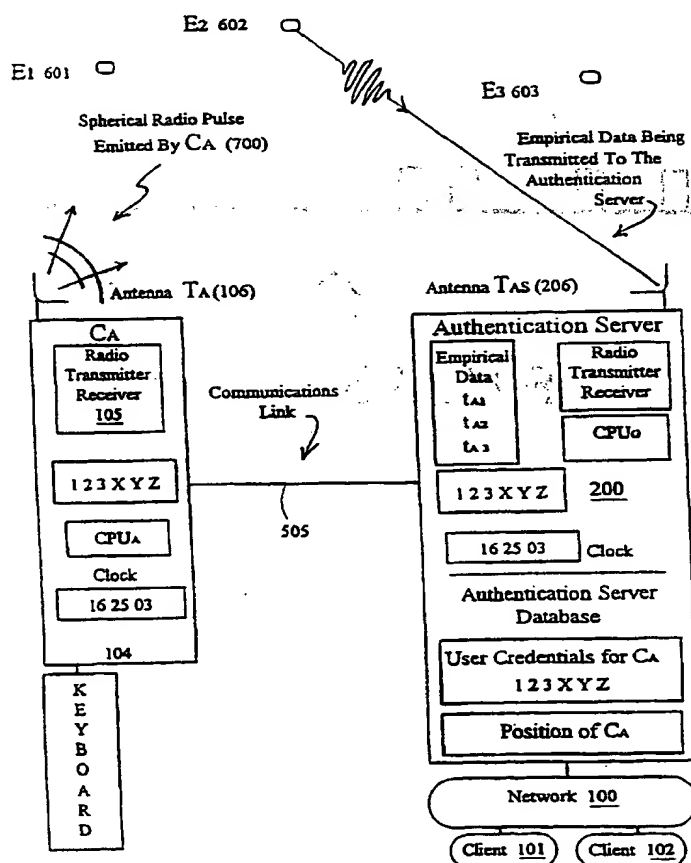 E2 602
E1 601
E3 603
Spherical Radio Pulse
Emitted By CA (700)
Empirical Data Being
Transmitted To The
Authentication
Server
Antenna TA (106)
Antenna TAS (206)
CA
Radio
Transmitter
Receiver
105
1 2 3 X Y Z
CPUA
Clock
16 25 03
104
KEYBOARD
Communications
Link
505
Authentication Server
Empirical
Data
tA1
tA2
tA3
Radio
Transmitter
Receiver
CPUG
1 2 3 X Y Z
200
16 25 03
Clock
Authentication Server
Database
User Credentials for CA
1 2 3 X Y Z
Position of CA
Network 100
Client 101
Client 102